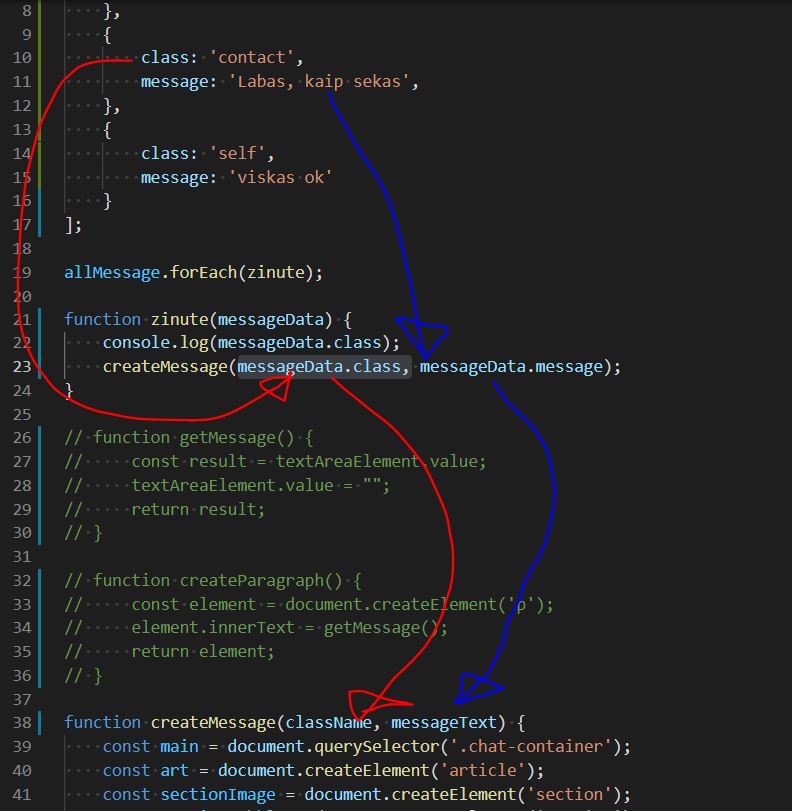 8 },
9 {
10 class: 'contact',
11 message: 'Labas, kaip sekas',
12 },
13 {
14 class: 'self',
15 message: 'viskas ok'
16 }
17 ];
18
19 allMessage.forEach(zinute);
20
21 function zinute(messageData) {
22 console.log(messageData.class);
23 createMessage(messageData.class, messageData.message);
24 }
25
26 // function getMessage() {
27 // const result = textAreaElement.value;
28 // textAreaElement.value = "";
29 // return result;
30 // }
31
32 // function createParagraph() {
33 // const element = document.createElement('p');
34 // element.innerText = getMessage();
35 // return element;
36 // }
37
38 function createMessage(className, messageText) {
39 const main = document.querySelector('.chat-container');
40 const art = document.createElement('article');
41 const sectionImage = document.createElement('section');